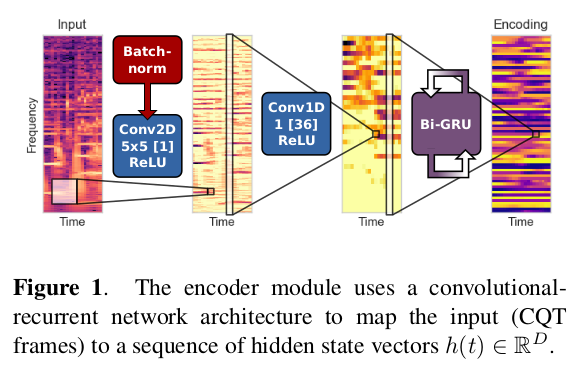 Input
Encoding
Batch-
norm
Conv2D
5x5 [1]
ReLU
Conv1D
1 [36]
ReLU
Bi-GRU
Frequency
Time
Time
Time
Time
Figure 1. The encoder module uses a convolutional-
recurrent network architecture to map the input (CQT
frames) to a sequence of hidden state vectors h(t) ∈ ℝ^D.